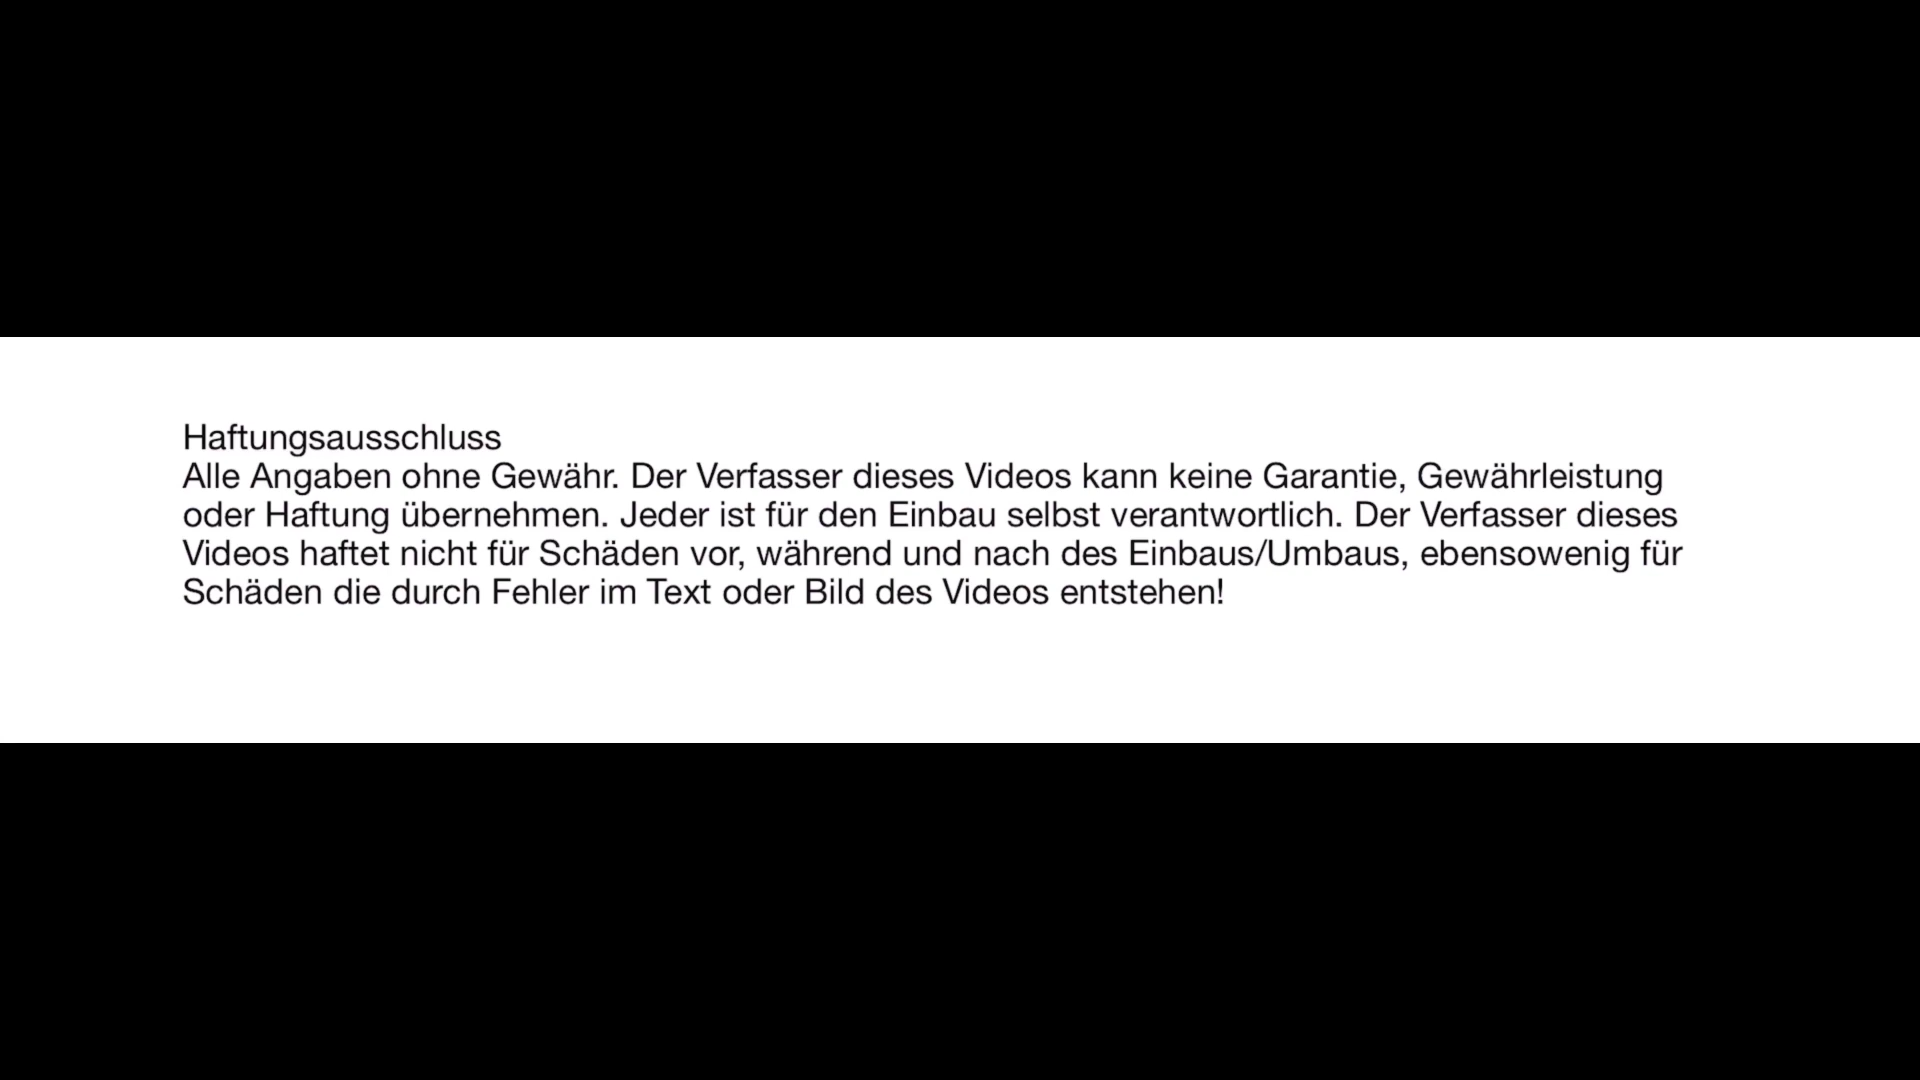 Haftungsausschluss
Alle Angaben ohne Gewähr. Der Verfasser dieses Videos kann keine Garantie, Gewährleistung
oder Haftung übernehmen. Jeder ist für den Einbau selbst verantwortlich. Der Verfasser dieses
Videos haftet nicht für Schäden vor, während und nach des Einbaus/Umbaus, ebensowenig für
Schäden die durch Fehler im Text oder Bild des Videos entstehen!